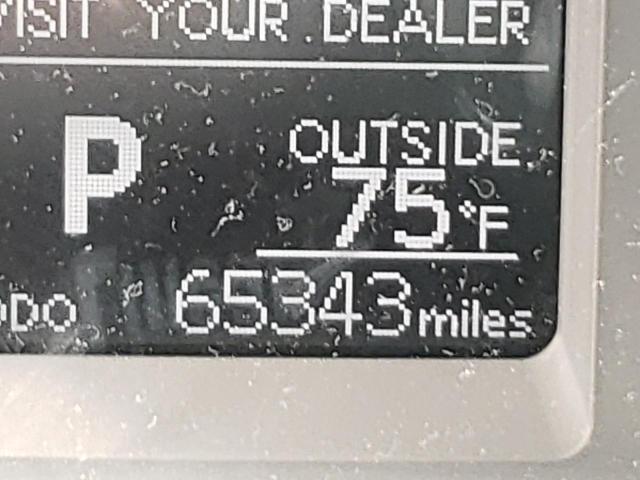 VISIT YOUR DEALER
P
OUTSIDE
75°F
ODO 65343 miles